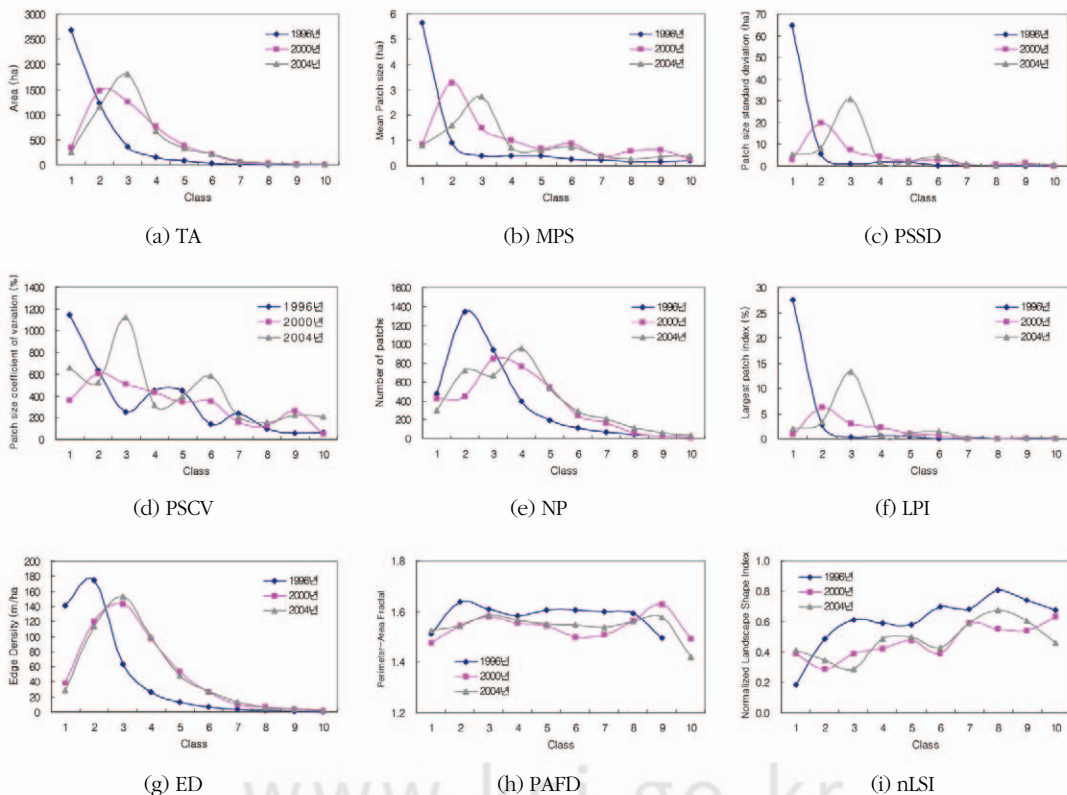 3000
2500
2000
1500
1000
500
0
Area (ha)
1996년
2000년
2004년
1 2 3 4 5 6 7 8 9 10
Class
(a) TA
6
5
4
3
2
1
0
Mean Patch size (ha)
1996년
2000년
2004년
1 2 3 4 5 6 7 8 9 10
Class
(b) MPS
70
60
50
40
30
20
10
0
Patch size standard deviation (ha)
1996년
2000년
2004년
1 2 3 4 5 6 7 8 9 10
Class
(c) PSSD
1400
1200
1000
800
600
400
200
0
Patch size coefficient of variation (%)
1996년
2000년
2004년
1 2 3 4 5 6 7 8 9 10
Class
(d) PSCV
1600
1400
1200
1000
800
600
400
200
0
Number of patche
1996년
2000년
2004년
1 2 3 4 5 6 7 8 9 10
Class
(e) NP
30
25
20
15
10
5
0
Largest patch index (%)
1996년
2000년
2004년
1 2 3 4 5 6 7 8 9 10
Class
(f) LPI
200
180
160
140
120
100
80
60
40
20
0
Edge Density (m/ha)
1996년
2000년
2004년
1 2 3 4 5 6 7 8 9 10
Class
(g) ED
1.8
1.6
1.4
1.2
Perimeter-Area Fractal
1996년
2000년
2004년
1 2 3 4 5 6 7 8 9 10
Class
(h) PAFD
1.0
0.8
0.6
0.4
0.2
0.0
Normalized Landscape Shape Index
1996년
2000년
2004년
1 2 3 4 5 6 7 8 9 10
Class
(i) nLSI